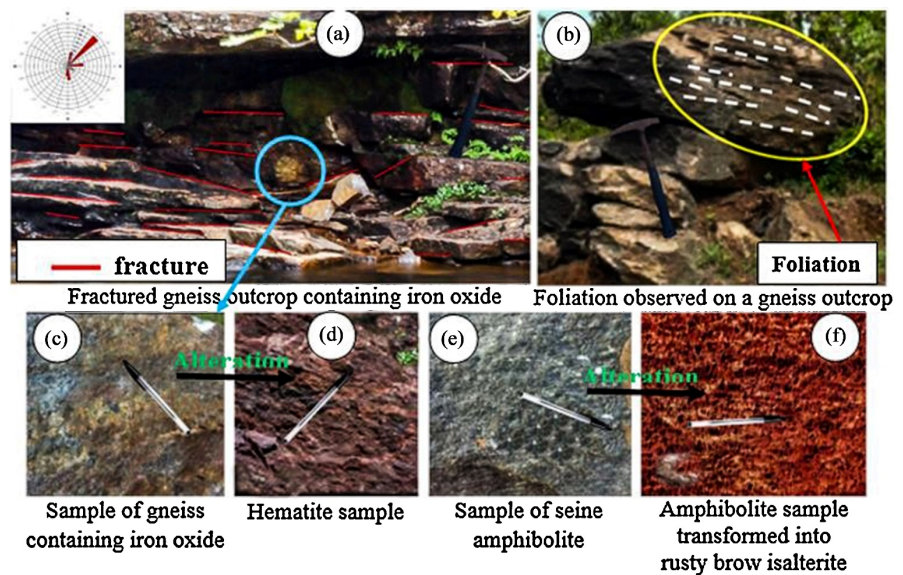 (a)
(b)
fracture
Foliation
Fractured gneiss outcrop containing iron oxide
Foliation observed on a gneiss outcrop
(c)
Alteration
(d)
(e)
Alteration
(f)
Sample of gneiss
containing iron oxide
Hematite sample
Sample of seine
amphibolite
Amphibolite sample
transformed into
rusty brow isalterite